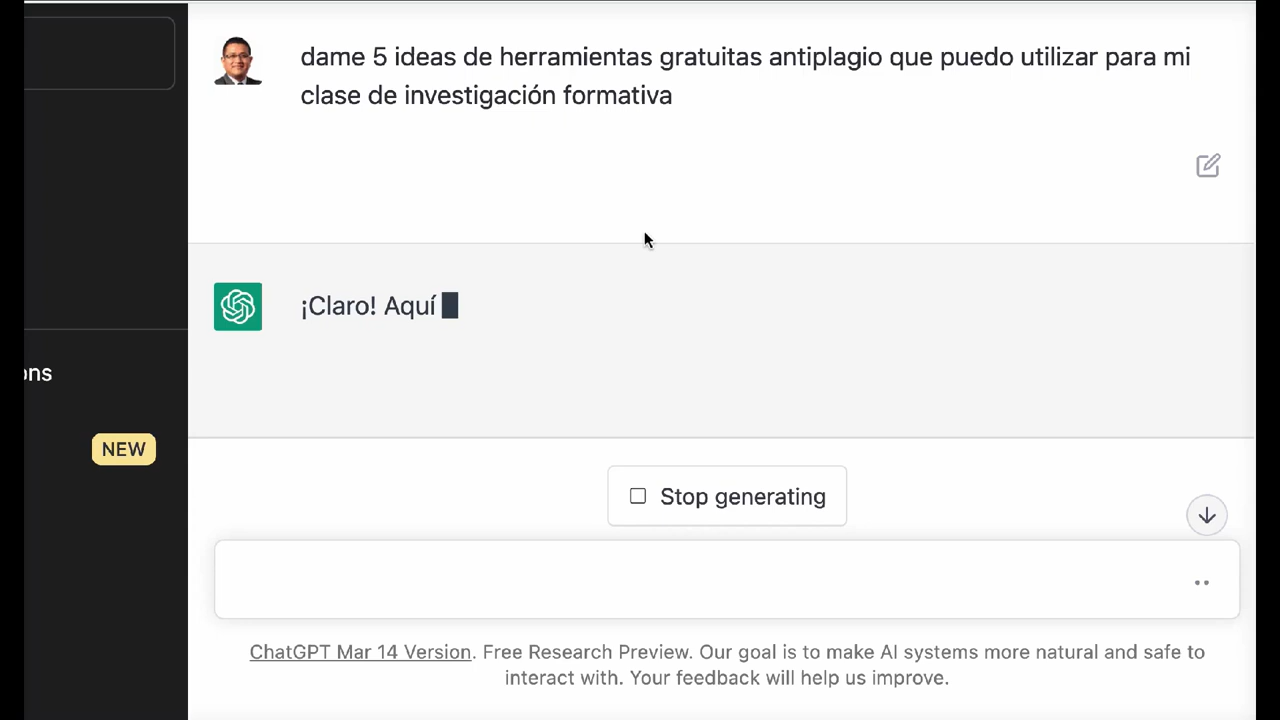 dame 5 ideas de herramientas gratuitas antiplagio que puedo utilizar para mi
clase de investigación formativa
¡Claro! Aquí
ons
NEW
Stop generating
ChatGPT Mar 14 Version. Free Research Preview. Our goal is to make AI systems more natural and safe to
interact with. Your feedback will help us improve.